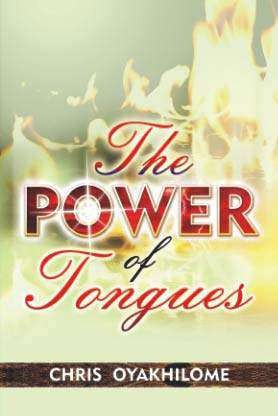 The
POWER
of
Tongues
CHRIS OYAKHILOME